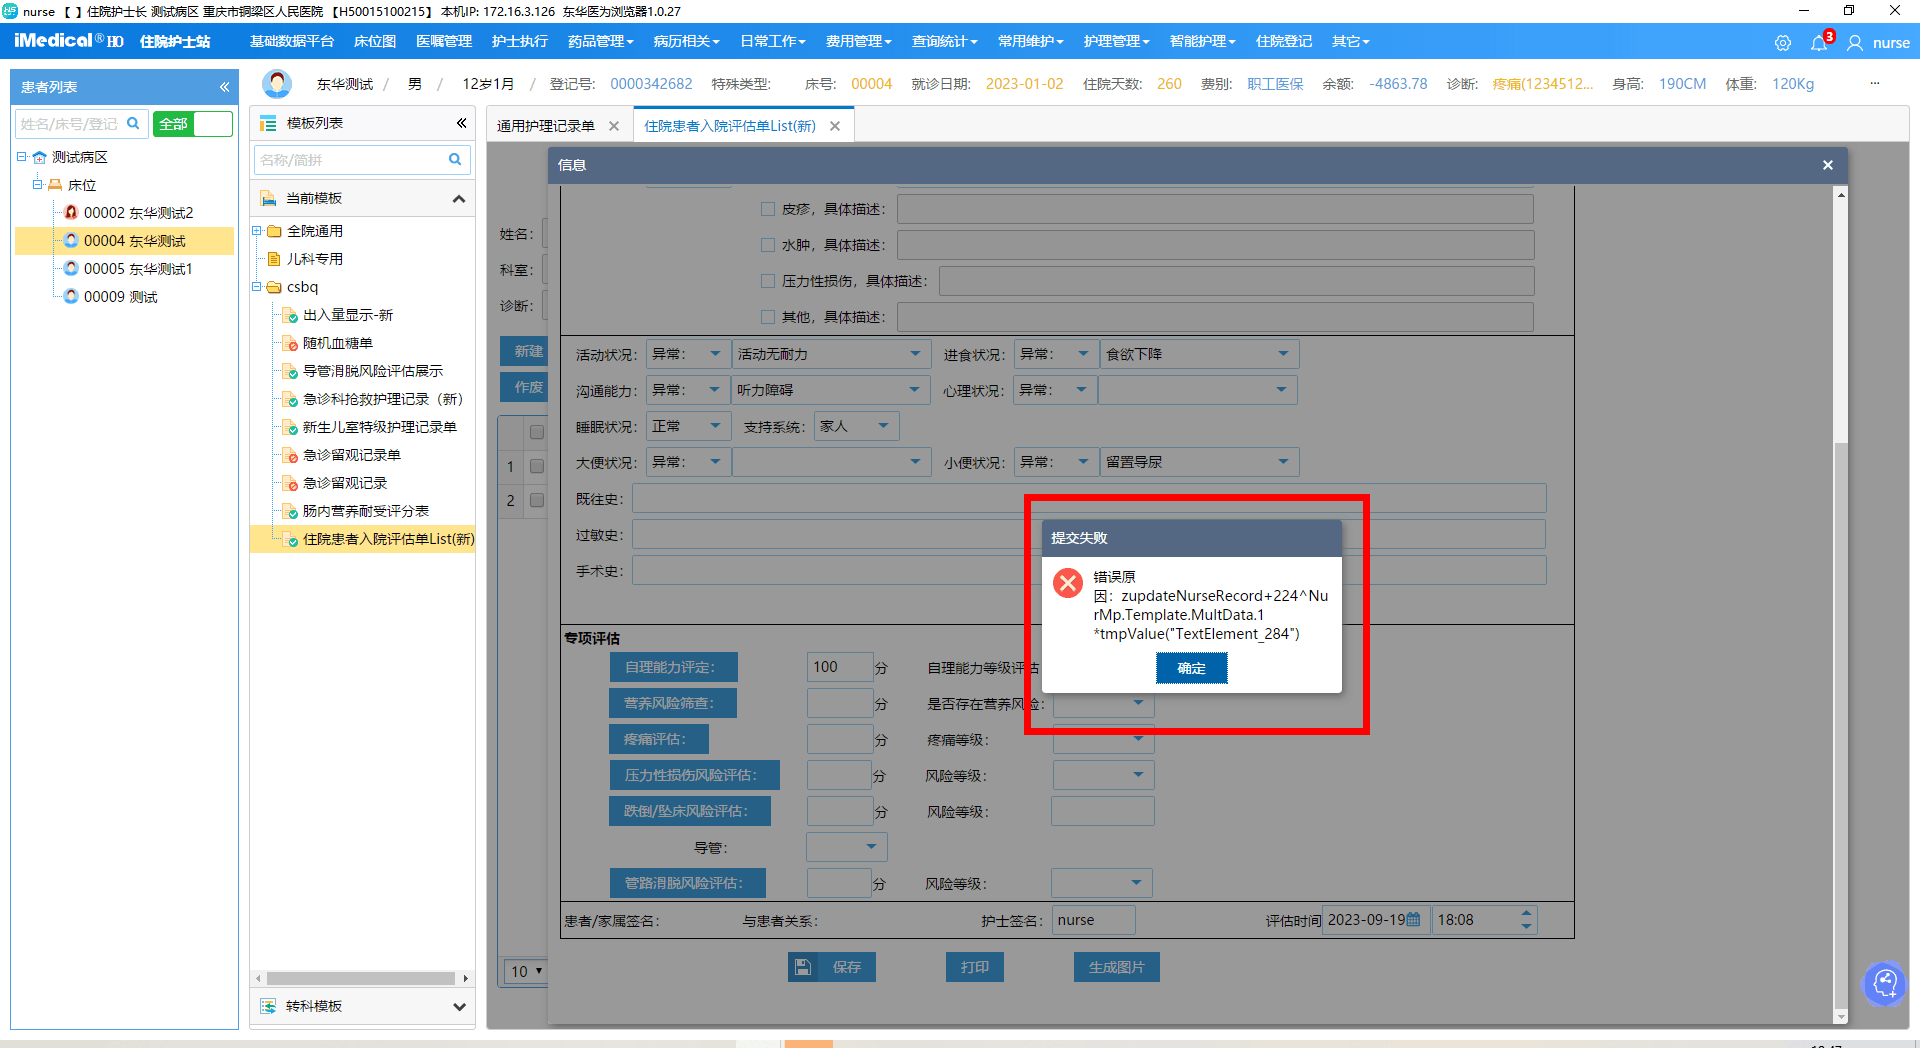 nurse 【 】住院护士长 测试病区 重庆市铜梁区人民医院 【H50015100215】 本机IP: 172.16.3.126 东华医为浏览器1.0.27
iMedical® HO 住院护士站 基础数据平台 床位图 医嘱管理 护士执行 药品管理 病历相关 日常工作 费用管理 查询统计 常用维护 护理管理 智能护理 住院登记 其它 3 nurse
东华测试 / 男 / 12岁1月 / 登记号: 0000342682 特殊类型: 床号: 00004 就诊日期: 2023-01-02 住院天数: 260 费别: 职工医保 余额: -4863.78 诊断: 疼痛(1234512... 身高: 190CM 体重: 120Kg ...
患者列表
姓名/床号/登记 全部
测试病区
床位
00002 东华测试2
00004 东华测试
00005 东华测试1
00009 测试
模板列表
名称/简拼
当前模板
全院通用
儿科专用
csbq
出入量显示-新
随机血糖单
导管滑脱风险评估展示
急诊科抢救护理记录（新）
新生儿室特级护理记录单
急诊留观记录单
急诊留观记录
肠内营养耐受评分表
住院患者入院评估单List(新)
转科模板
通用护理记录单
住院患者入院评估单List(新)
姓名:
科室:
诊断:
新建
作废
1
2
10
信息
皮疹，具体描述:
水肿，具体描述:
压力性损伤，具体描述:
其他，具体描述:
活动状况: 异常: 活动无耐力 进食状况: 异常: 食欲下降
沟通能力: 异常: 听力障碍 心理状况: 异常:
睡眠状况: 正常 支持系统: 家人
大便状况: 异常: 小便状况: 异常: 留置导尿
既往史:
过敏史:
手术史:
专项评估
自理能力评定: 100 分 自理能力等级评估
营养风险筛查: 分 是否存在营养风险:
疼痛评估: 分 疼痛等级:
压力性损伤风险评估: 分 风险等级:
跌倒/坠床风险评估: 分 风险等级:
导管:
管路滑脱风险评估: 分 风险等级:
患者/家属签名: 与患者关系: 护士签名: nurse 评估时间 2023-09-19 18:08
保存 打印 生成图片
提交失败
错误原
因: zupdateNurseRecord+224^Nu
rMp.Template.MultData.1
*tmpValue("TextElement_284")
确定